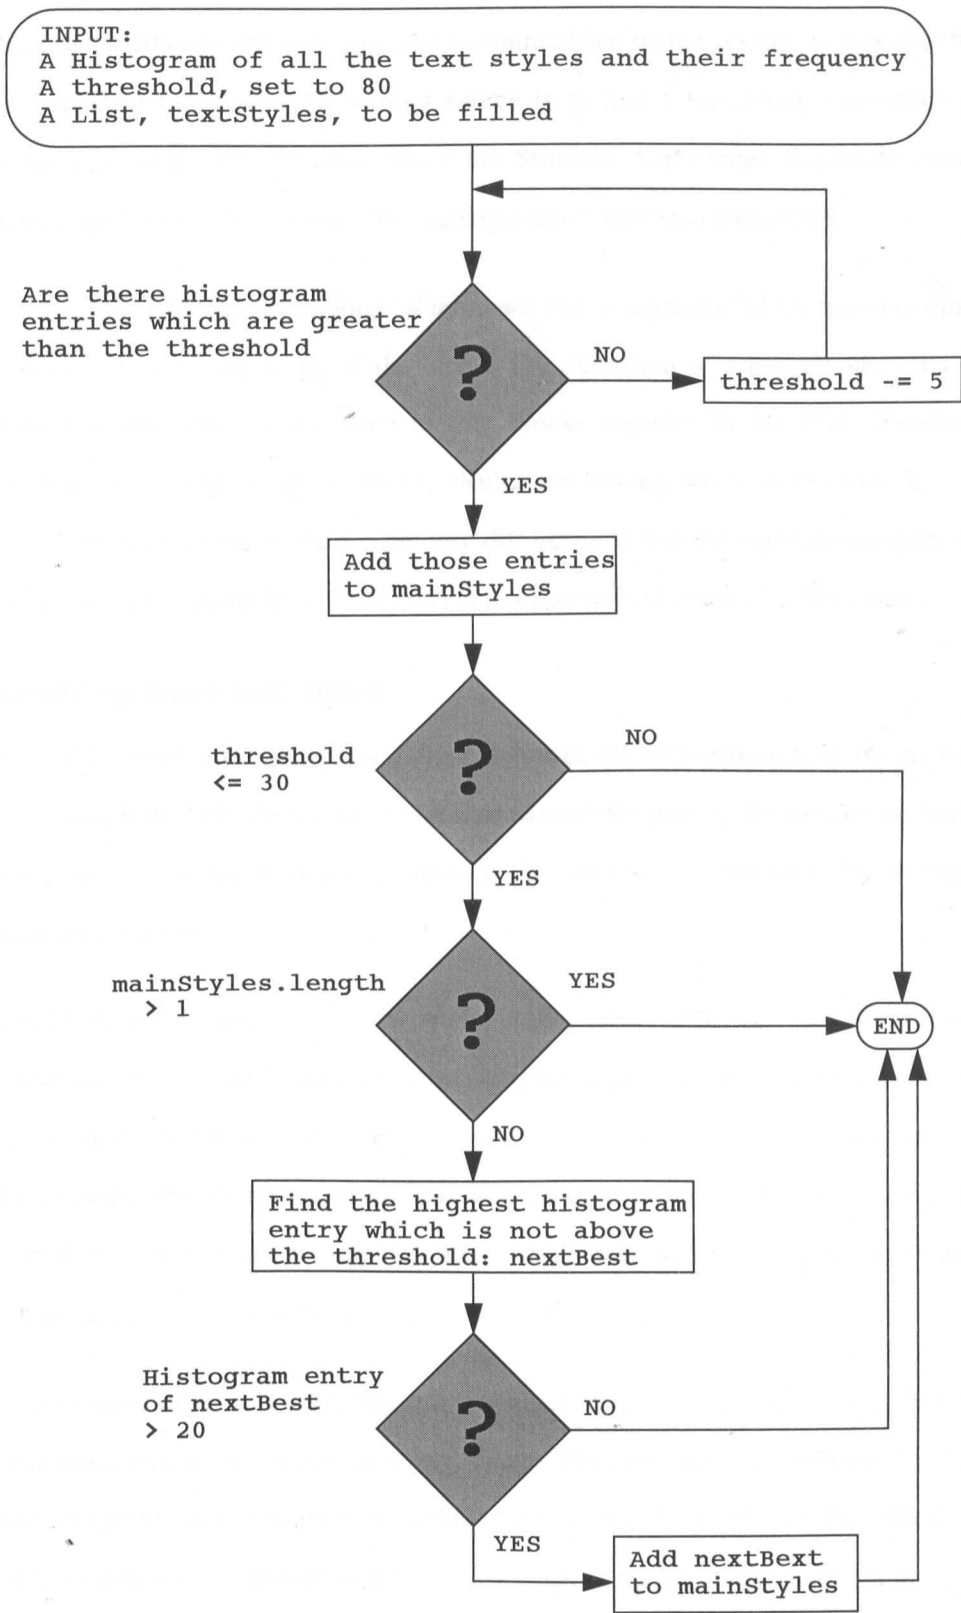 INPUT:
A Histogram of all the text styles and their frequency
A threshold, set to 80
A List, textStyles, to be filled
Are there histogram
entries which are greater
than the threshold
?
NO
threshold -= 5
YES
Add those entries
to mainStyles
threshold
<= 30
?
NO
YES
mainStyles.length
> 1
?
YES
END
NO
Find the highest histogram
entry which is not above
the threshold: nextBest
Histogram entry
of nextBest
> 20
?
NO
YES
Add nextBext
to mainStyles